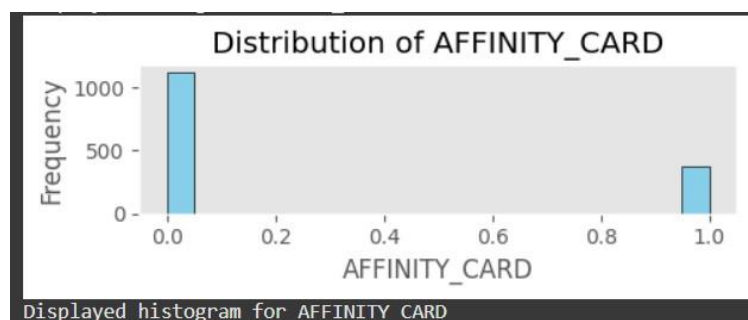 Distribution of AFFINITY_CARD
Frequency
1000
500
0
0.0 0.2 0.4 0.6 0.8 1.0
AFFINITY_CARD
Displayed histogram for AFFINITY_CARD